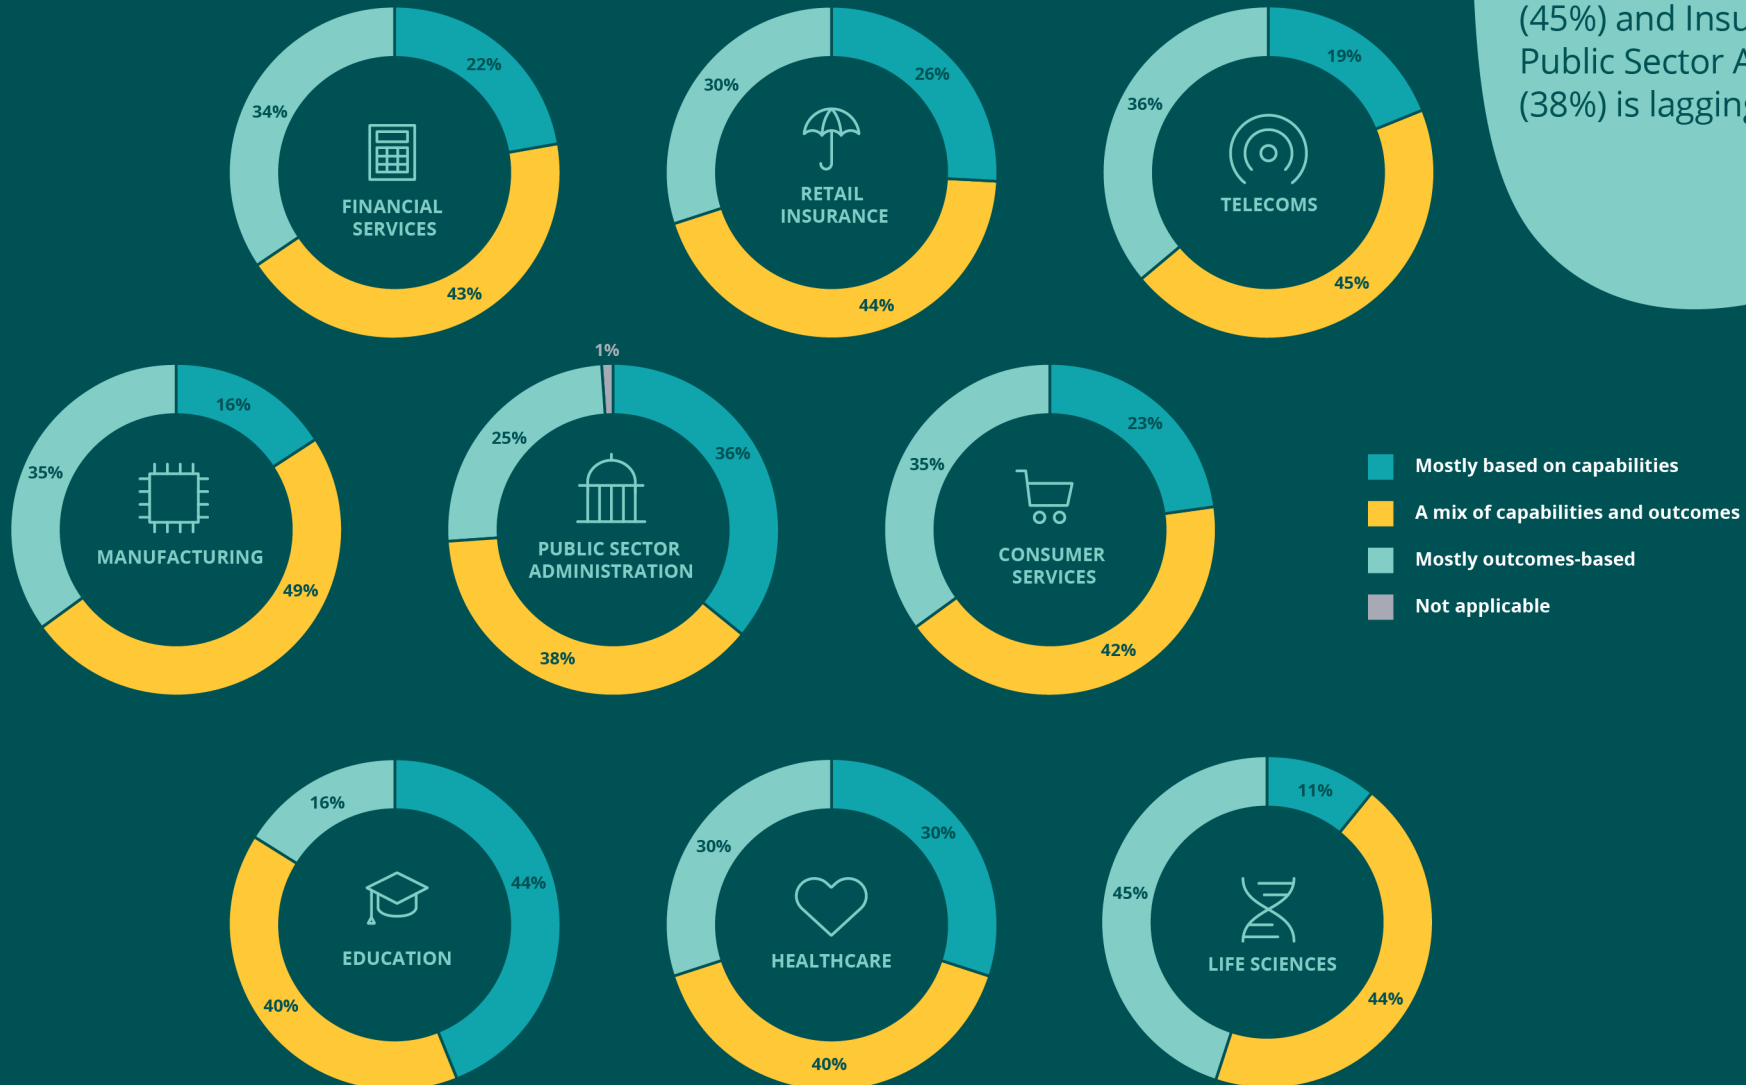 (45%) and
Public Sector
(38%) is
22%
34%
43%
FINANCIAL
SERVICES
26%
30%
44%
RETAIL
INSURANCE
19%
36%
45%
TELECOMS
16%
35%
49%
MANUFACTURING
1%
36%
25%
38%
PUBLIC SECTOR
ADMINISTRATION
23%
35%
42%
CONSUMER
SERVICES
Mostly based on capabilities
A mix of capabilities and outcomes
Mostly outcomes-based
Not applicable
16%
44%
40%
EDUCATION
30%
30%
40%
HEALTHCARE
11%
45%
44%
LIFE SCIENCES